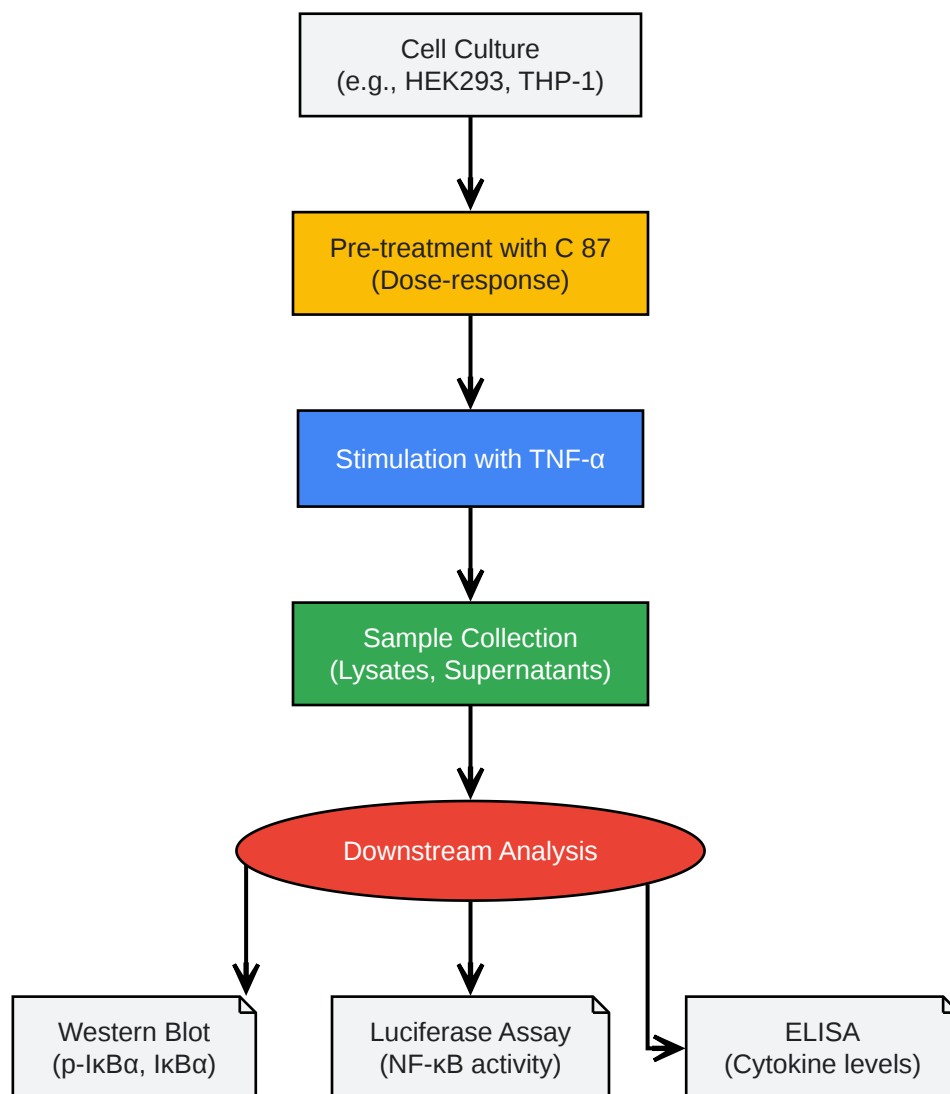 Cell Culture
(e.g., HEK293, THP-1)
Pre-treatment with C 87
(Dose-response)
Stimulation with TNF-α
Sample Collection
(Lysates, Supernatants)
Downstream Analysis
Western Blot
(p-IκBα, IκBα)
Luciferase Assay
(NF-κB activity)
ELISA
(Cytokine levels)